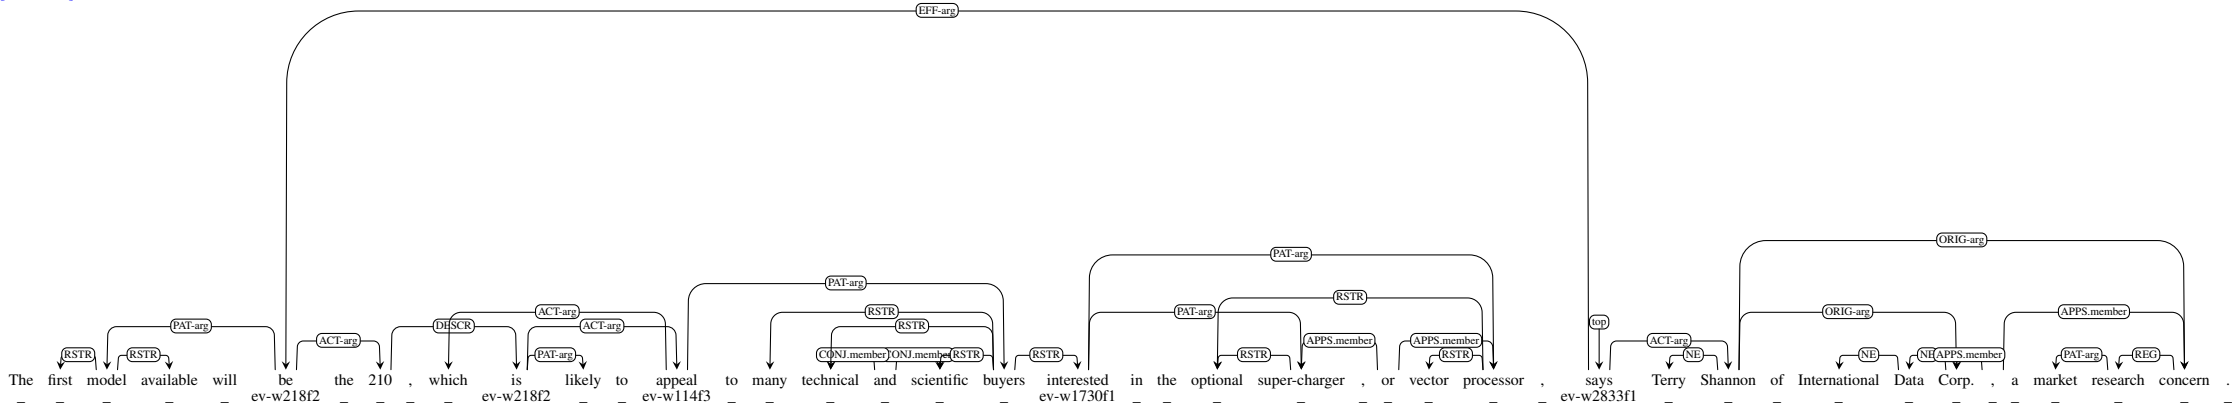 EFF-arg
ORIG-arg
PAT-arg
PAT-arg
RSTR
ACT-arg RSTR PAT-arg ORIG-arg APPS.member
top
PAT-arg DESCR ACT-arg RSTR
ACT-arg APPS.member APPS.member ACT-arg
RSTR RSTR PAT-arg CONJ.member CONJ.member RSTR RSTR RSTR RSTR NE NE NE APPS.member PAT-arg REG
The first model available will be the 210 , which is likely to appeal to many technical and scientific buyers interested in the optional super-charger , or vector processor , says Terry Shannon of International Data Corp. , a market research concern .
_ _ _ _ _ ev-w218f2 _ _ _ _ ev-w218f2 _ _ ev-w114f3 _ _ _ _ _ _ ev-w1730f1 _ _ _ _ _ _ _ _ _ ev-w2833f1 _ _ _ _ _ _ _ _ _ _ _ _